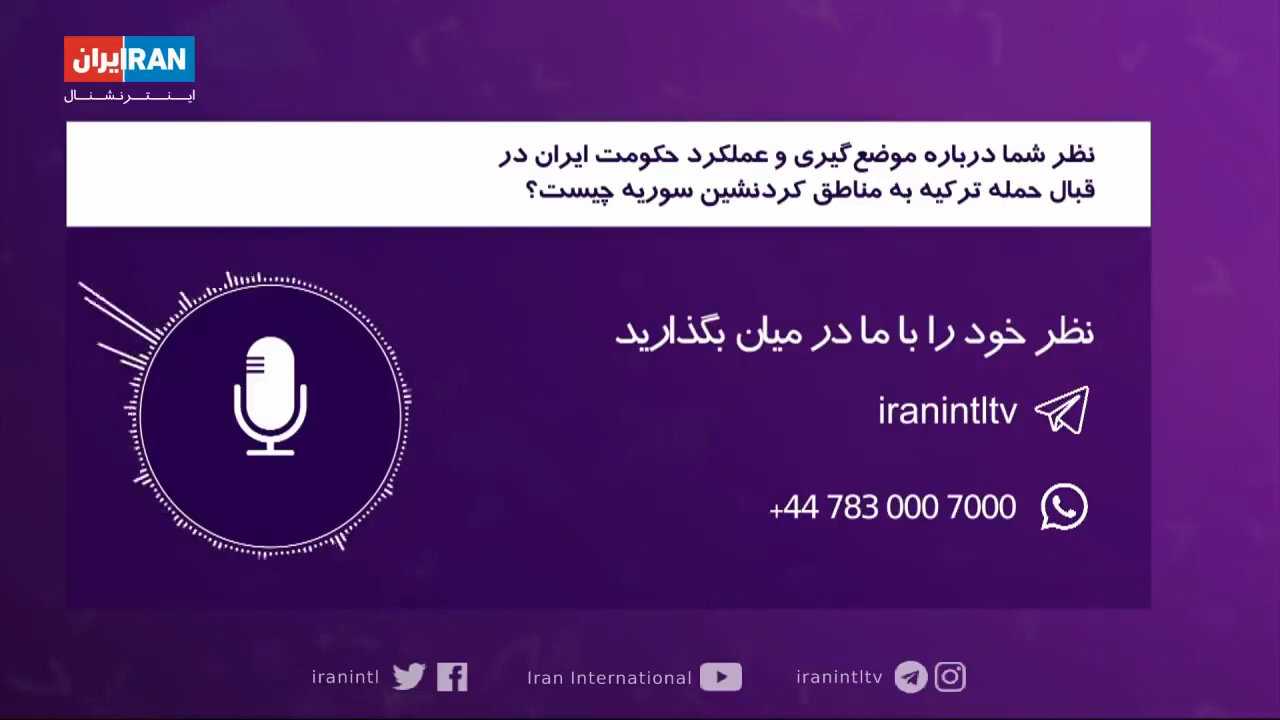 ایران IRAN
اینترنشنال
نظر شما درباره موضع‌گیری و عملکرد حکومت ایران در
قبال حمله ترکیه به مناطق کردنشین سوریه چیست؟
نظر خود را با ما در میان بگذارید
iranintltv
+44 783 000 7000
iranintl
Iran International
iranintltv